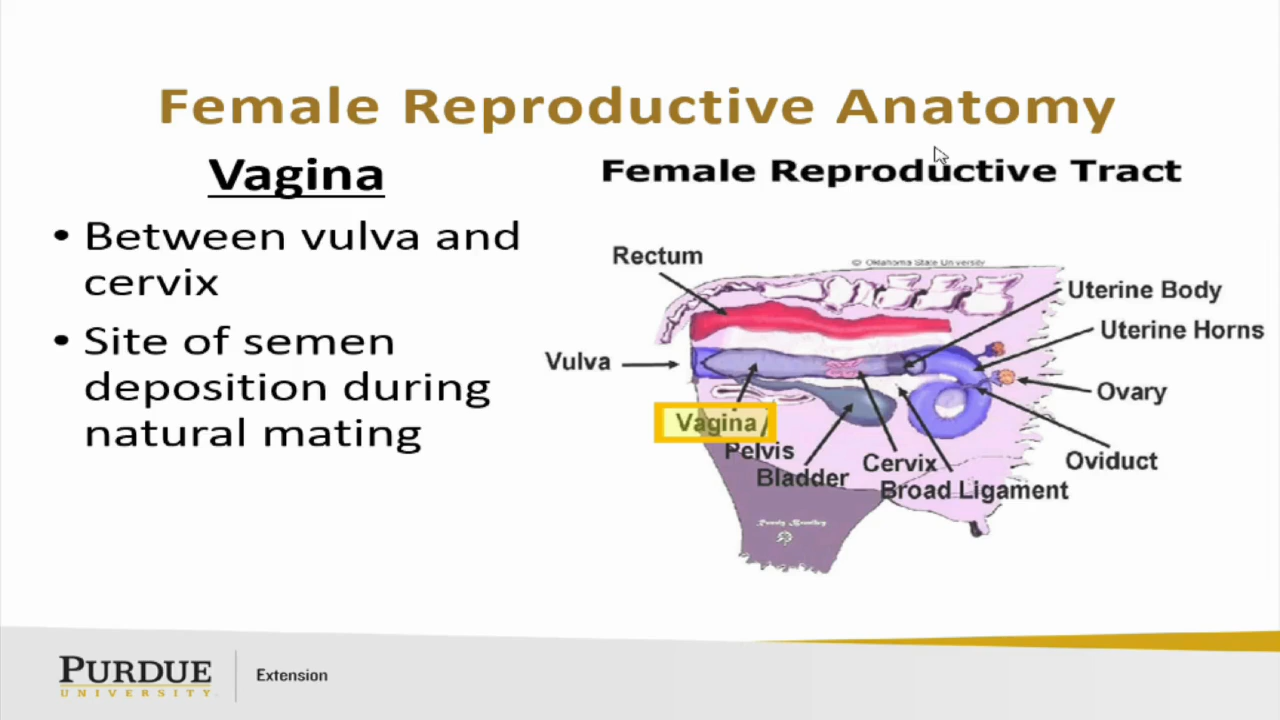 Female Reproductive Anatomy
Vagina
• Between vulva and
cervix
• Site of semen
deposition during
natural mating
Female Reproductive Tract
© Oklahoma State University
Rectum
Uterine Body
Uterine Horns
Vulva
Ovary
Vagina
Pelvis
Bladder
Cervix
Oviduct
Broad Ligament
PURDUE
UNIVERSITY
Extension